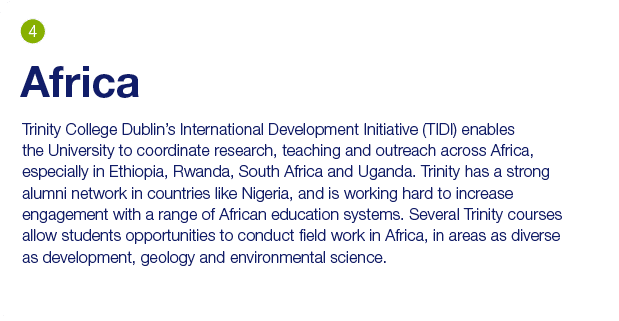 4
Africa
Trinity College Dublin’s International Development Initiative (TIDI) enables
the University to coordinate research, teaching and outreach across Africa,
especially in Ethiopia, Rwanda, South Africa and Uganda. Trinity has a strong
alumni network in countries like Nigeria, and is working hard to increase
engagement with a range of African education systems. Several Trinity courses
allow students opportunities to conduct field work in Africa, in areas as diverse
as development, geology and environmental science.